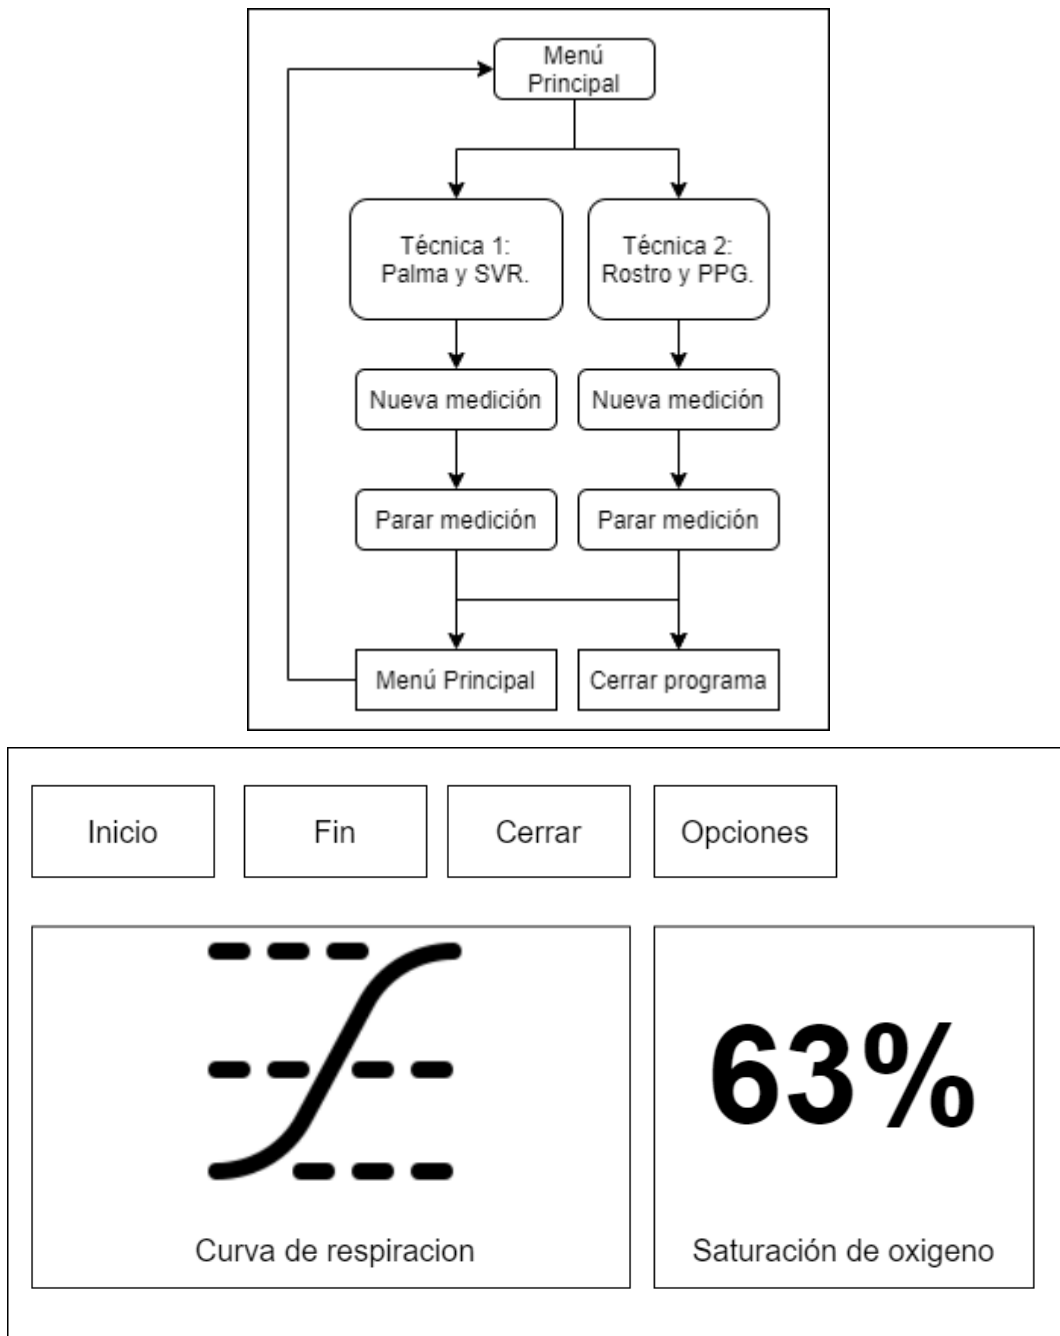 Menú
Principal
Técnica 1:
Palma y SVR.
Técnica 2:
Rostro y PPG.
Nueva medición
Nueva medición
Parar medición
Parar medición
Menú Principal
Cerrar programa
Inicio
Fin
Cerrar
Opciones
63%
Curva de respiracion
Saturación de oxigeno